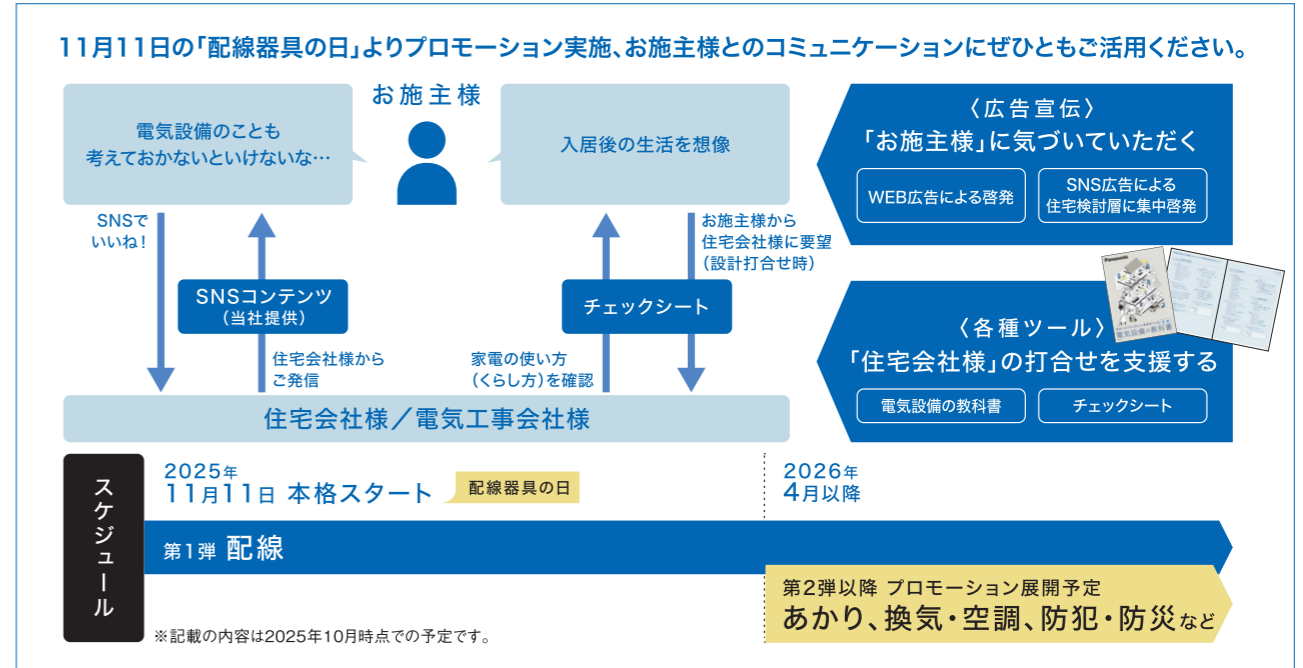 11月11日の「配線器具の日」よりプロモーション実施、お施主様とのコミュニケーションにぜひともご活用ください。
お施主様
電気設備のことも
考えておかないといけないな…
入居後の生活を想像
SNSで
いいね！
SNSコンテンツ
（当社提供）
住宅会社様から
ご発信
チェックシート
家電の使い方
（くらし方）を確認
お施主様から
住宅会社様に要望
（設計打合せ時）
住宅会社様／電気工事会社様
〈広告宣伝〉
「お施主様」に気づいていただく
WEB広告による啓発
SNS広告による
住宅検討層に集中啓発
Panasonic
電気設備の教科書
〈各種ツール〉
「住宅会社様」の打合せを支援する
電気設備の教科書
チェックシート
スケジュール
2025年
11月11日 本格スタート
配線器具の日
2026年
4月以降
第1弾 配線
第2弾以降 プロモーション展開予定
あかり、換気・空調、防犯・防災など
※記載の内容は2025年10月時点での予定です。